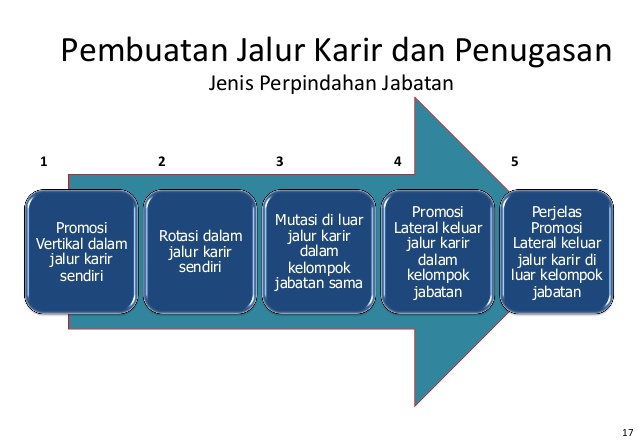 Pembuatan Jalur Karir dan Penugasan
Jenis Perpindahan Jabatan
1
2
3
4
5
Promosi
Vertikal dalam
jalur karir
sendiri
Rotasi dalam
jalur karir
sendiri
Mutasi di luar
jalur karir
dalam
kelompok
jabatan sama
Promosi
Lateral keluar
jalur karir
dalam
kelompok
jabatan
Perjelas
Promosi
Lateral keluar
jalur karir di
luar kelompok
jabatan
17